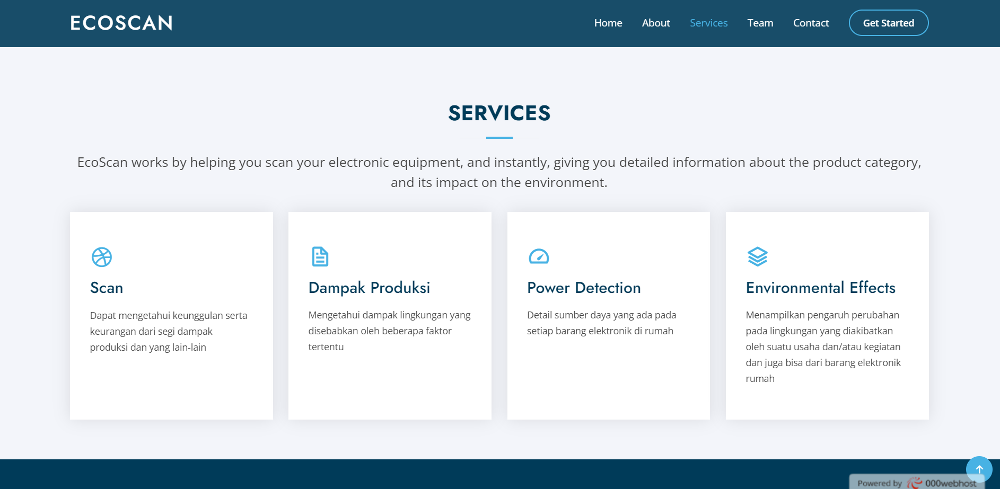 ECOSCAN
Home
About
Services
Team
Contact
Get Started
SERVICES
EcoScan works by helping you scan your electronic equipment, and instantly, giving you detailed information about the product category,
and its impact on the environment.
Scan
Dapat mengetahui keunggulan serta
keurangan dari segi dampak
produksi dan yang lain-lain
Dampak Produksi
Mengetahui dampak lingkungan yang
disebabkan oleh beberapa faktor
tertentu
Power Detection
Detail sumber daya yang ada pada
setiap barang elektronik di rumah
Environmental Effects
Menampilkan pengaruh perubahan
pada lingkungan yang diakibatkan
oleh suatu usaha dan/atau kegiatan
dan juga bisa dari barang elektronik
rumah
Powered by 000webhost